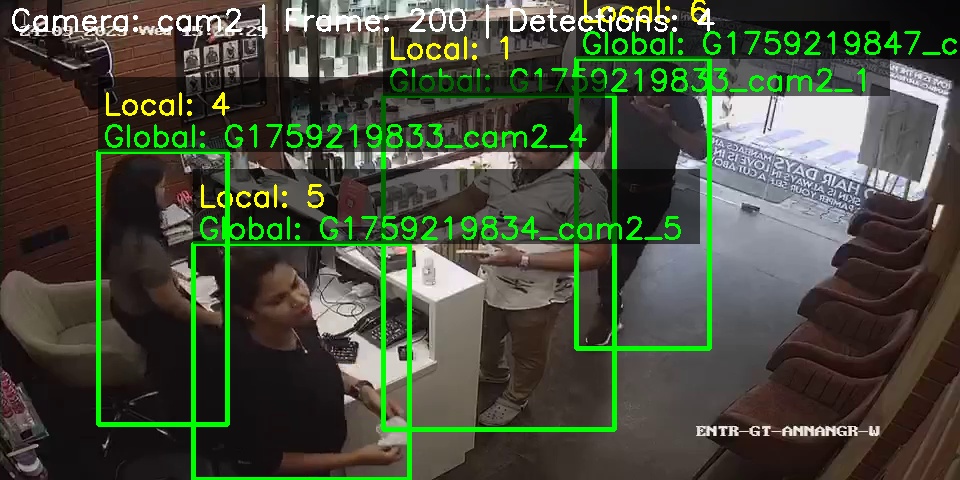 Camera: cam2 | Frame: 200 | Detections: 4
Local: 6
Global: G1759219847_c
Local: 1
Global: G1759219833_cam2_1
Local: 4
Global: G1759219833_cam2_4
Local: 5
Global: G1759219834_cam2_5
ENTR-GT-ANNANGR-W